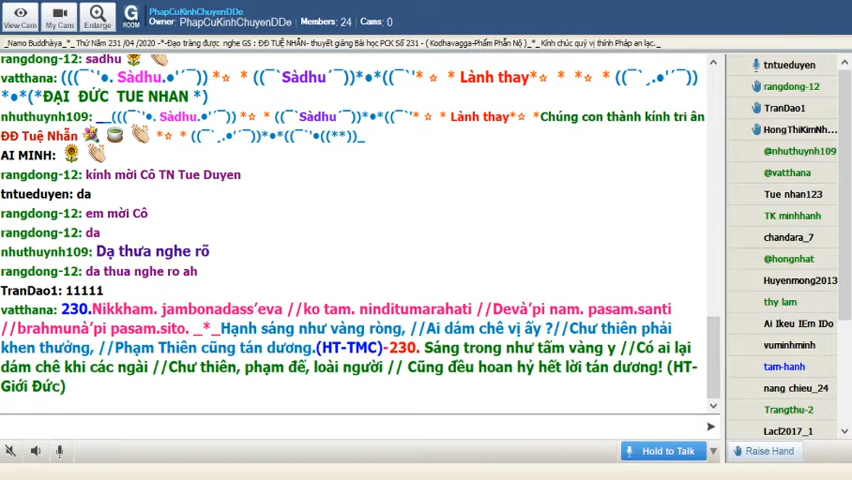 View Cam
My Cam
Enlarge
G
ROOM
PhapCuKinhChuyenDDe
Owner: PhapCuKinhChuyenDDe Members: 24 Cams: 0
_Namo Buddhàya_*_ Thứ Năm 231 /04 /2020 -*-Đạo tràng được nghe GS : ĐĐ TUỆ NHẪN- thuyết giảng Bài học PCK Số 231 - ( Kodhavagga-Phẩm Phẫn Nộ )_*_ Kính chúc quý vị thính Pháp an lạc._
rangdong-12: sadhu
vatthana: (((¯`'•. Sàdhu.•'´¯)) *☆ * ((¯`Sàdhu´¯))*•*((¯`'* ☆ * Lành thay* *☆ * *☆ * ((¯´,.•'´¯))
*•*(*ĐẠI ĐỨC TUE NHAN *)
nhuthuynh109: __(((¯`'•. Sàdhu.•'´¯)) *☆ * ((¯`Sàdhu´¯))*•*((¯`'* ☆ * Lành thay* *☆ *Chúng con thành kính tri ân
ĐĐ Tuệ Nhẫn *☆ * ((¯´,.•'´¯))*•*((¯`'•((**))_
AI MINH:
rangdong-12: kính mời Cô TN Tue Duyen
tntueduyen: da
rangdong-12: em mời Cô
rangdong-12: da
nhuthuynh109: Dạ thưa nghe rõ
rangdong-12: da thua nghe ro ah
TranDao1: 11111
vatthana: 230.Nikkham. jambonadass’eva //ko tam. ninditumarahati //Devà’pi nam. pasam.santi
//brahmunà’pi pasam.sito. _*_Hạnh sáng như vàng ròng, //Ai dám chê vị ấy ?//Chư thiên phải
khen thưởng, //Phạm Thiên cũng tán dương.(HT-TMC)-230. Sáng trong như tấm vàng y //Có ai lại
dám chê khi các ngài //Chư thiên, phạm đế, loài người // Cũng đều hoan hỷ hết lời tán dương! (HT-
Giới Đức)
Hold to Talk
Raise Hand
tntueduyen
rangdong-12
TranDao1
HongThiKimNh...
@nhuthuynh109
@vatthana
Tue nhan123
TK minhhanh
chandara_7
@hongnhat
Huyenmong2013
thy lam
Ai Ikeu IEm IDo
vuminhminh
tam-hanh
nang chieu_24
Trangthu-2
Lacl2017_1